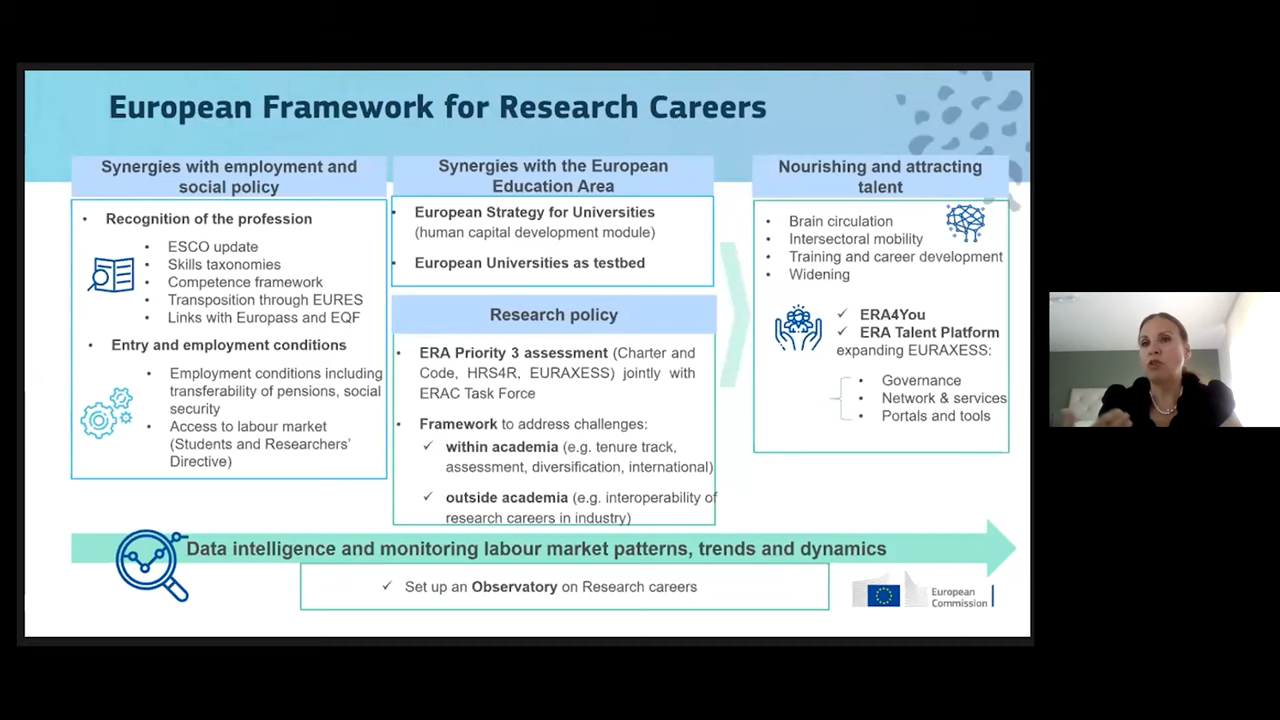 European Framework for Research Careers
Synergies with employment and
social policy
• Recognition of the profession
• ESCO update
• Skills taxonomies
• Competence framework
• Transposition through EURES
• Links with Europass and EQF
• Entry and employment conditions
• Employment conditions including
transferability of pensions, social
security
• Access to labour market
(Students and Researchers'
Directive)
Synergies with the European
Education Area
• European Strategy for Universities
(human capital development module)
• European Universities as testbed
Research policy
• ERA Priority 3 assessment (Charter and
Code, HRS4R, EURAXESS) jointly with
ERAC Task Force
• Framework to address challenges:
✓ within academia (e.g. tenure track,
assessment, diversification, international)
✓ outside academia (e.g. interoperability of
research careers in industry)
Nourishing and attracting
talent
• Brain circulation
• Intersectoral mobility
• Training and career development
• Widening
✓ ERA4You
✓ ERA Talent Platform
expanding EURAXESS:
• Governance
• Network & services
• Portals and tools
Data intelligence and monitoring labour market patterns, trends and dynamics
✓ Set up an Observatory on Research careers
European
Commission